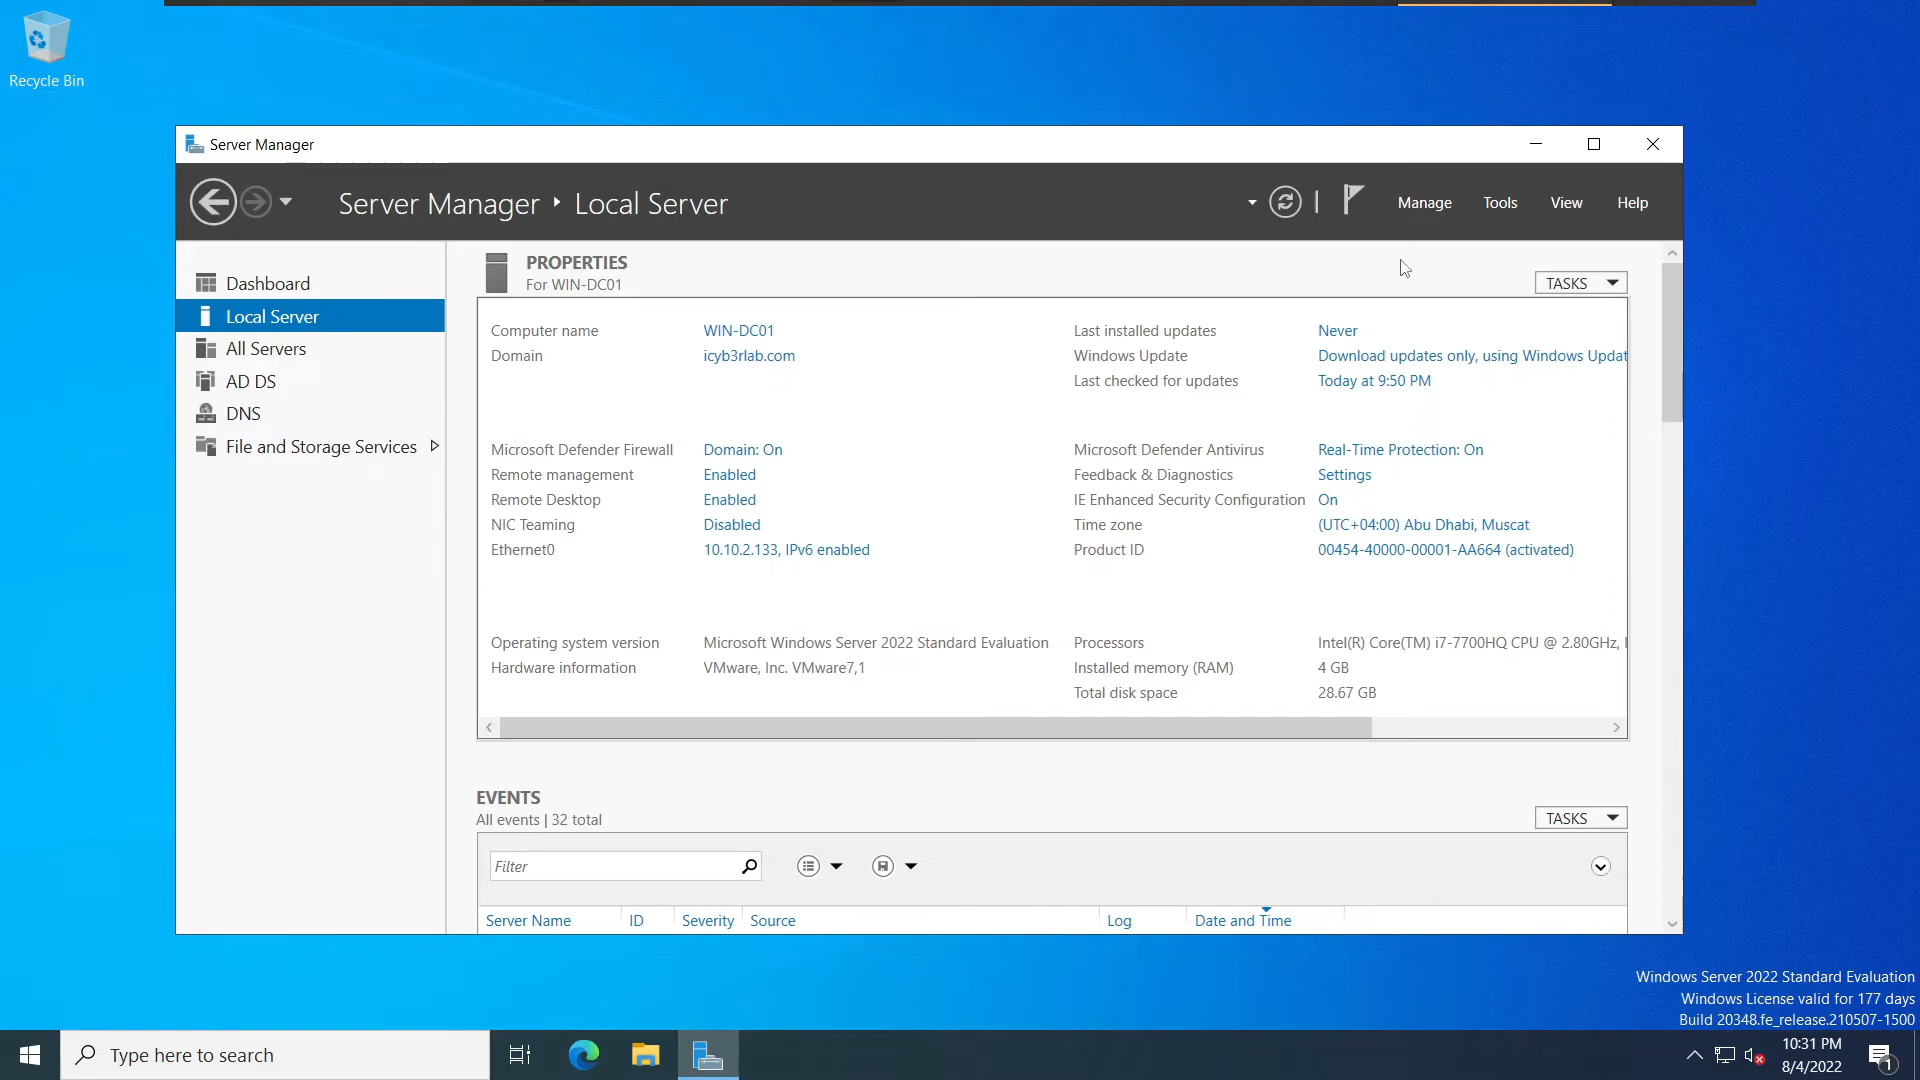 Recycle Bin
Server Manager
Server Manager Local Server
Manage Tools View Help
Dashboard
Local Server
All Servers
AD DS
DNS
File and Storage Services
PROPERTIES
For WIN-DC01
TASKS
Computer name WIN-DC01 Last installed updates Never
Domain icyb3rlab.com Windows Update Download updates only, using Windows Updat
Last checked for updates Today at 9:50 PM
Microsoft Defender Firewall Domain: On Microsoft Defender Antivirus Real-Time Protection: On
Remote management Enabled Feedback & Diagnostics Settings
Remote Desktop Enabled IE Enhanced Security Configuration On
NIC Teaming Disabled Time zone (UTC+04:00) Abu Dhabi, Muscat
Ethernet0 10.10.2.133, IPv6 enabled Product ID 00454-40000-00001-AA664 (activated)
Operating system version Microsoft Windows Server 2022 Standard Evaluation Processors Intel(R) Core(TM) i7-7700HQ CPU @ 2.80GHz,
Hardware information VMware, Inc. VMware7,1 Installed memory (RAM) 4 GB
Total disk space 28.67 GB
EVENTS
All events | 32 total
TASKS
Filter
Server Name ID Severity Source Log Date and Time
Windows Server 2022 Standard Evaluation
Windows License valid for 177 days
Build 20348.fe_release.210507-1500
Type here to search
10:31 PM
8/4/2022
1